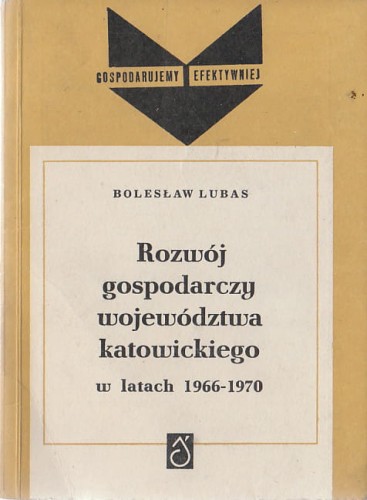 GOSPODARUJEMY EFEKTYWNIEJ
BOLESŁAW LUBAS
Rozwój
gospodarczy
województwa
katowickiego
w latach 1966-1970